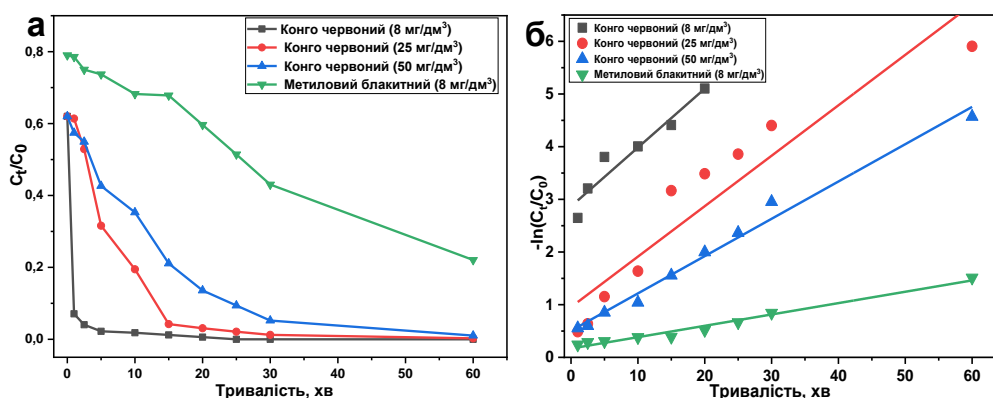 а
Конго червоний (8 мг/дм³)
Конго червоний (25 мг/дм³)
Конго червоний (50 мг/дм³)
Метиловий блакитний (8 мг/дм³)
0,8
0,6
0,4
0,2
0,0
Cₜ/C₀
0 10 20 30 40 50 60
Тривалість, хв
б
Конго червоний (8 мг/дм³)
Конго червоний (25 мг/дм³)
Конго червоний (50 мг/дм³)
Метиловий блакитний (8 мг/дм³)
6
5
4
3
2
1
0
-ln(Cₜ/C₀)
0 10 20 30 40 50 60
Тривалість, хв